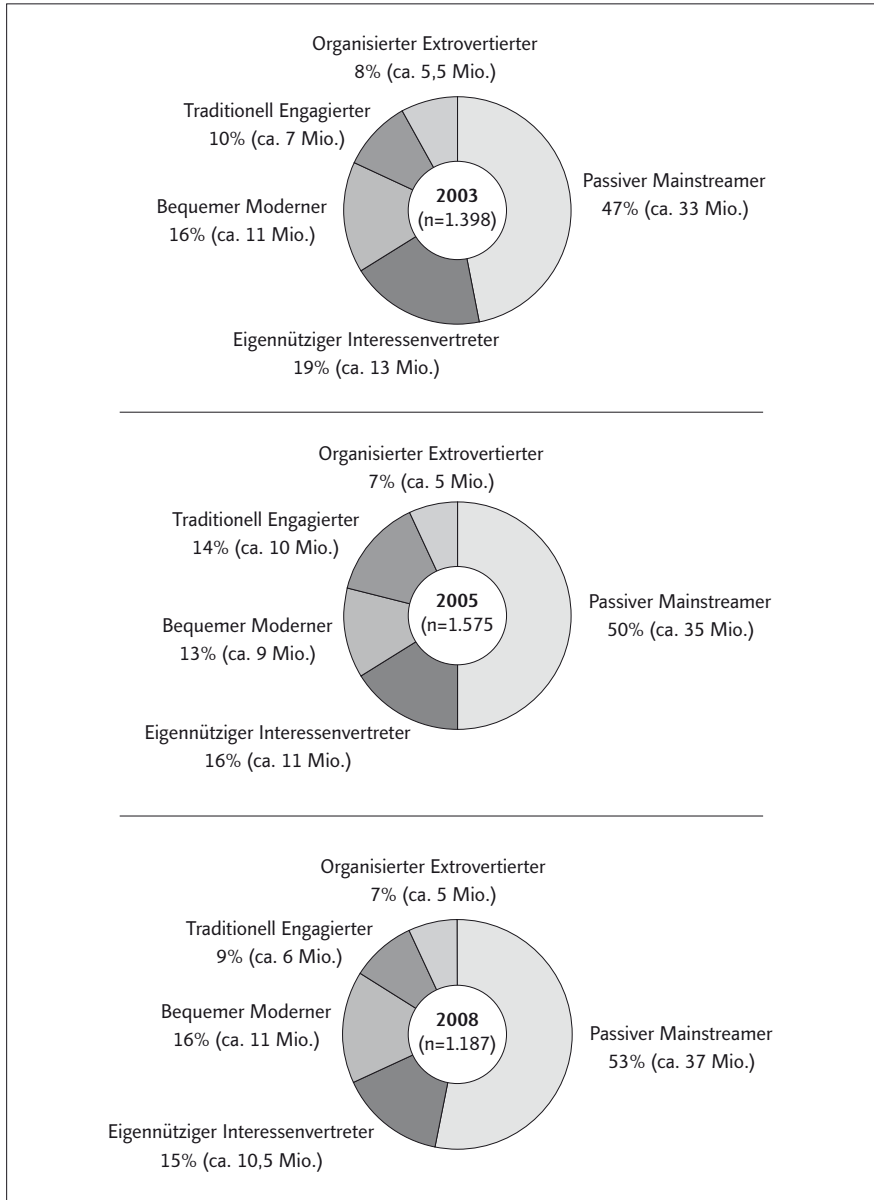 Organisierter Extrovertierter
8% (ca. 5,5 Mio.)
Traditionell Engagierter
10% (ca. 7 Mio.)
Bequemer Moderner
16% (ca. 11 Mio.)
2003
(n=1.398)
Passiver Mainstreamer
47% (ca. 33 Mio.)
Eigennütziger Interessenvertreter
19% (ca. 13 Mio.)
Organisierter Extrovertierter
7% (ca. 5 Mio.)
Traditionell Engagierter
14% (ca. 10 Mio.)
Bequemer Moderner
13% (ca. 9 Mio.)
2005
(n=1.575
Passiver Mainstreamer
50% (ca. 35 Mio.)
Eigennütziger Interessenvertreter
16% (ca. 11 Mio.)
Organisierter Extrovertierter
7% (ca. 5 Mio.)
Traditionell Engagierter
9% (ca. 6 Mio.)
Bequemer Moderner
16% (ca. 11 Mio.)
2008
(n=1.187)
Passiver Mainstreamer
53% (ca. 37 Mio.)
Eigennütziger Interessenvertreter
15% (ca. 10,5 Mio.)